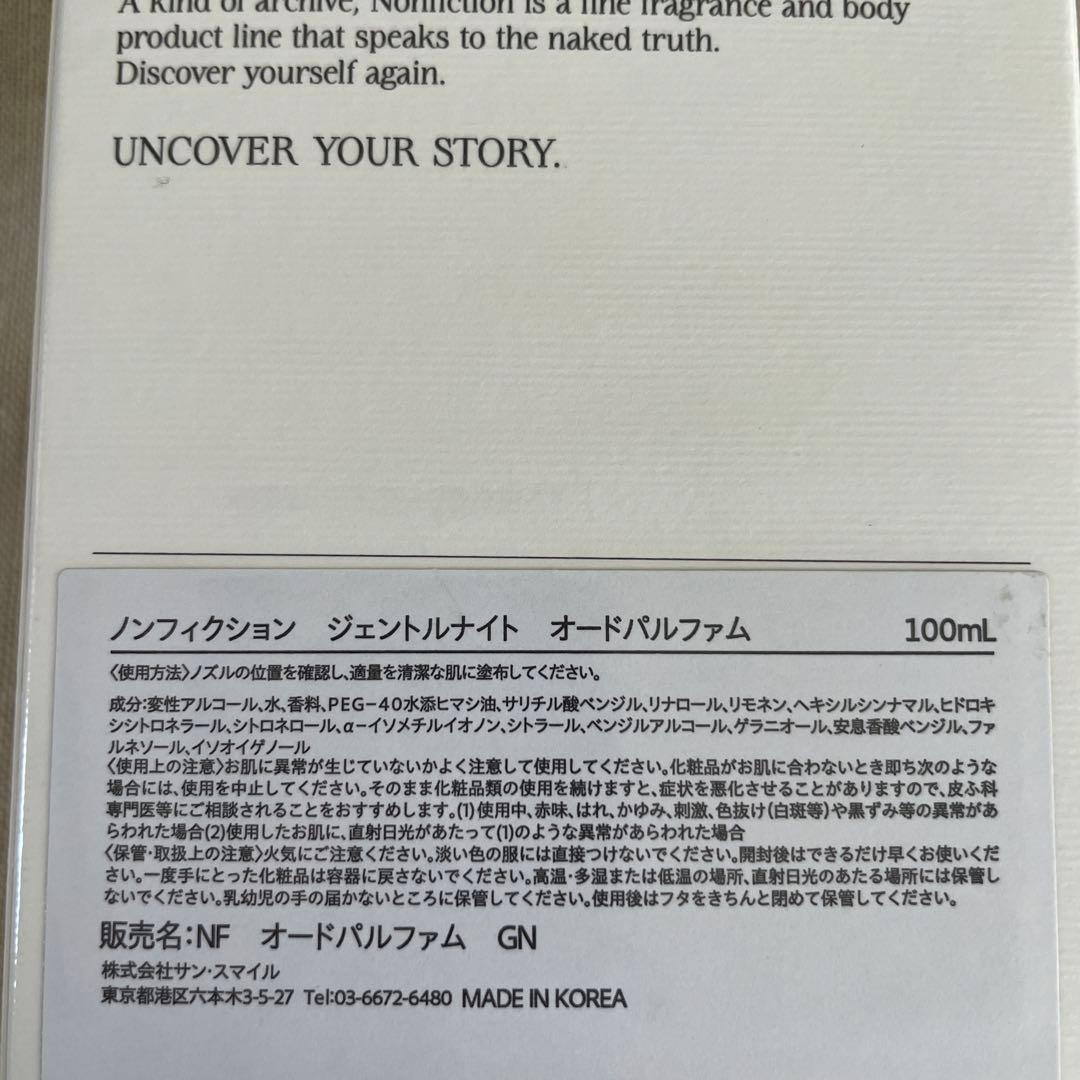 A kind of archive, Nonfiction is a fine fragrance and body
product line that speaks to the naked truth.
Discover yourself again.
UNCOVER YOUR STORY.
ノンフィクション ジェントルナイト オードパルファム 100mL
〈使用方法〉ノズルの位置を確認し、適量を清潔な肌に塗布してください。
成分:変性アルコール、水、香料、PEG-40水添ヒマシ油、サリチル酸ベンジル、リナロール、リモネン、ヘキシルシンナマル、ヒドロキ
シシトロネラール、シトロネロール、α-イソメチルイオノン、シトラール、ベンジルアルコール、ゲラニオール、安息香酸ベンジル、ファ
ルネソール、イソオイゲノール
〈使用上の注意〉お肌に異常が生じていないかよく注意して使用してください。化粧品がお肌に合わないとき即ち次のような
場合には、使用を中止してください。そのまま化粧品類の使用を続けますと、症状を悪化させることがありますので、皮ふ科
専門医等にご相談されることをおすすめします。(1)使用中、赤味、はれ、かゆみ、刺激、色抜け(白斑等)や黒ずみ等の異常があ
らわれた場合(2)使用したお肌に、直射日光があたって(1)のような異常があらわれた場合
〈保管・取扱上の注意〉火気にご注意ください。淡い色の服には直接つけないでください。開封後はできるだけ早くお使いくだ
さい。一度手にとった化粧品は容器に戻さないでください。高温・多湿または低温の場所、直射日光のあたる場所には保管し
ないでください。乳幼児の手の届かないところに保管してください。使用後はフタをきちんと閉めて保管してください。
販売名:NF オードパルファム GN
株式会社サン・スマイル
東京都港区六本木3-5-27 Tel:03-6672-6480 MADE IN KOREA